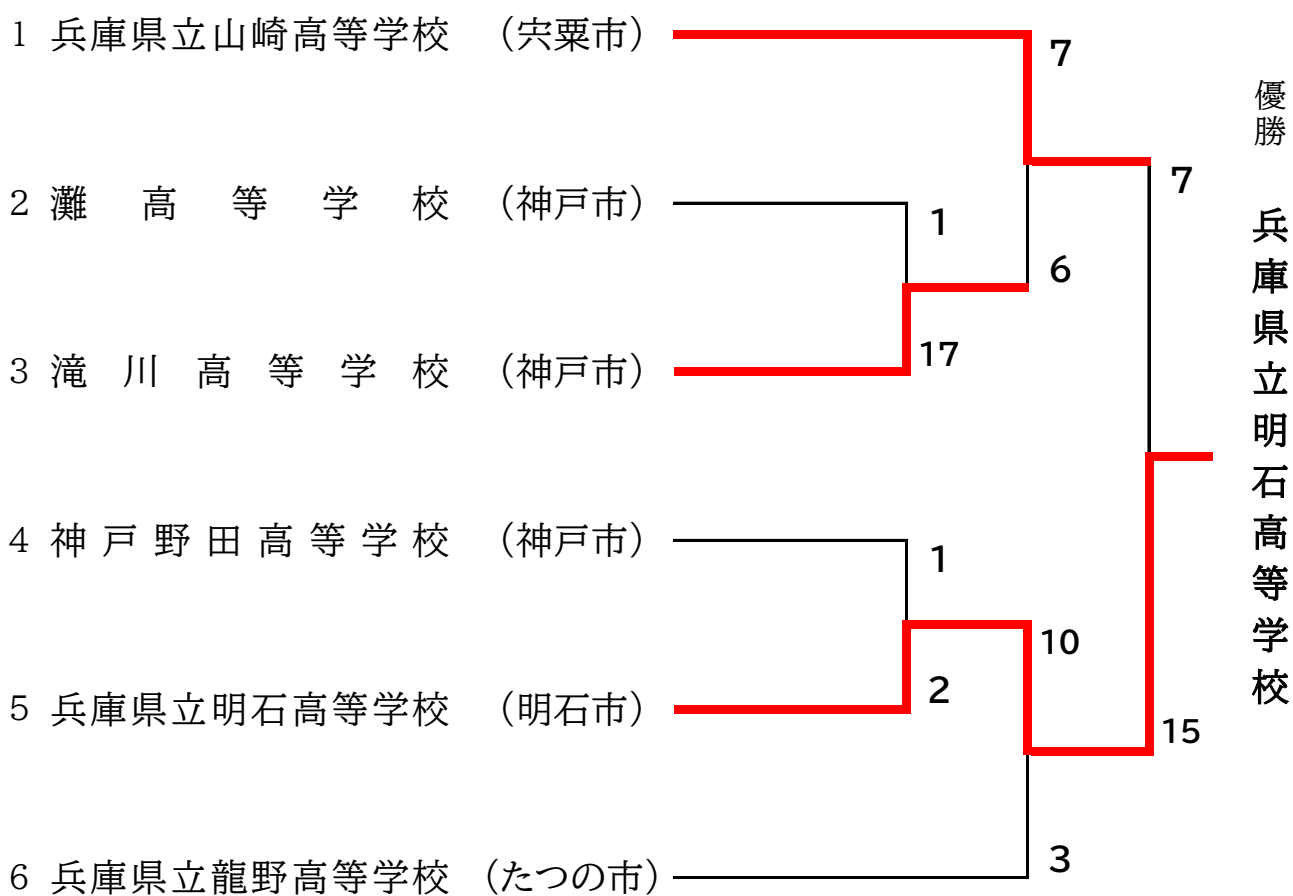 1 兵庫県立山崎高等学校 (宍粟市)
7
7
2 灘高等学校 (神戸市)
1
6
3 滝川高等学校 (神戸市)
17
4 神戸野田高等学校 (神戸市)
1
10
5 兵庫県立明石高等学校 (明石市)
2
15
6 兵庫県立龍野高等学校 (たつの市)
3
優勝 兵庫県立明石高等学校